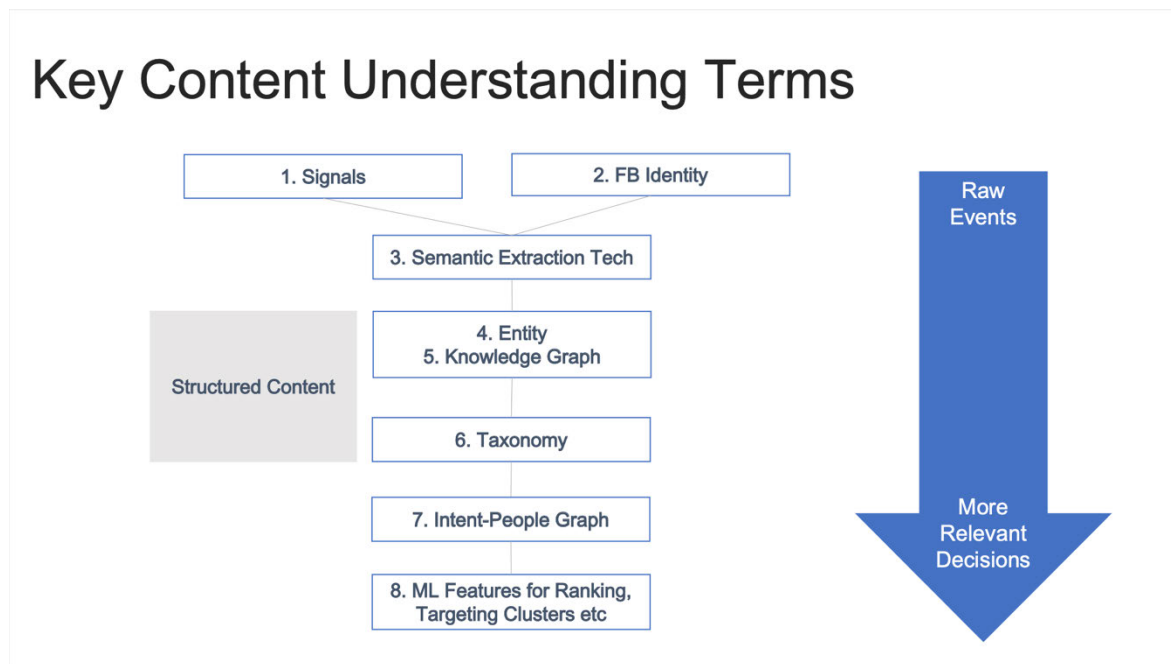 Key Content Understanding Terms
1. Signals
2. FB Identity
3. Semantic Extraction Tech
4. Entity
5. Knowledge Graph
Structured Content
6. Taxonomy
7. Intent-People Graph
8. ML Features for Ranking,
Targeting Clusters etc
Raw
Events
More
Relevant
Decisions